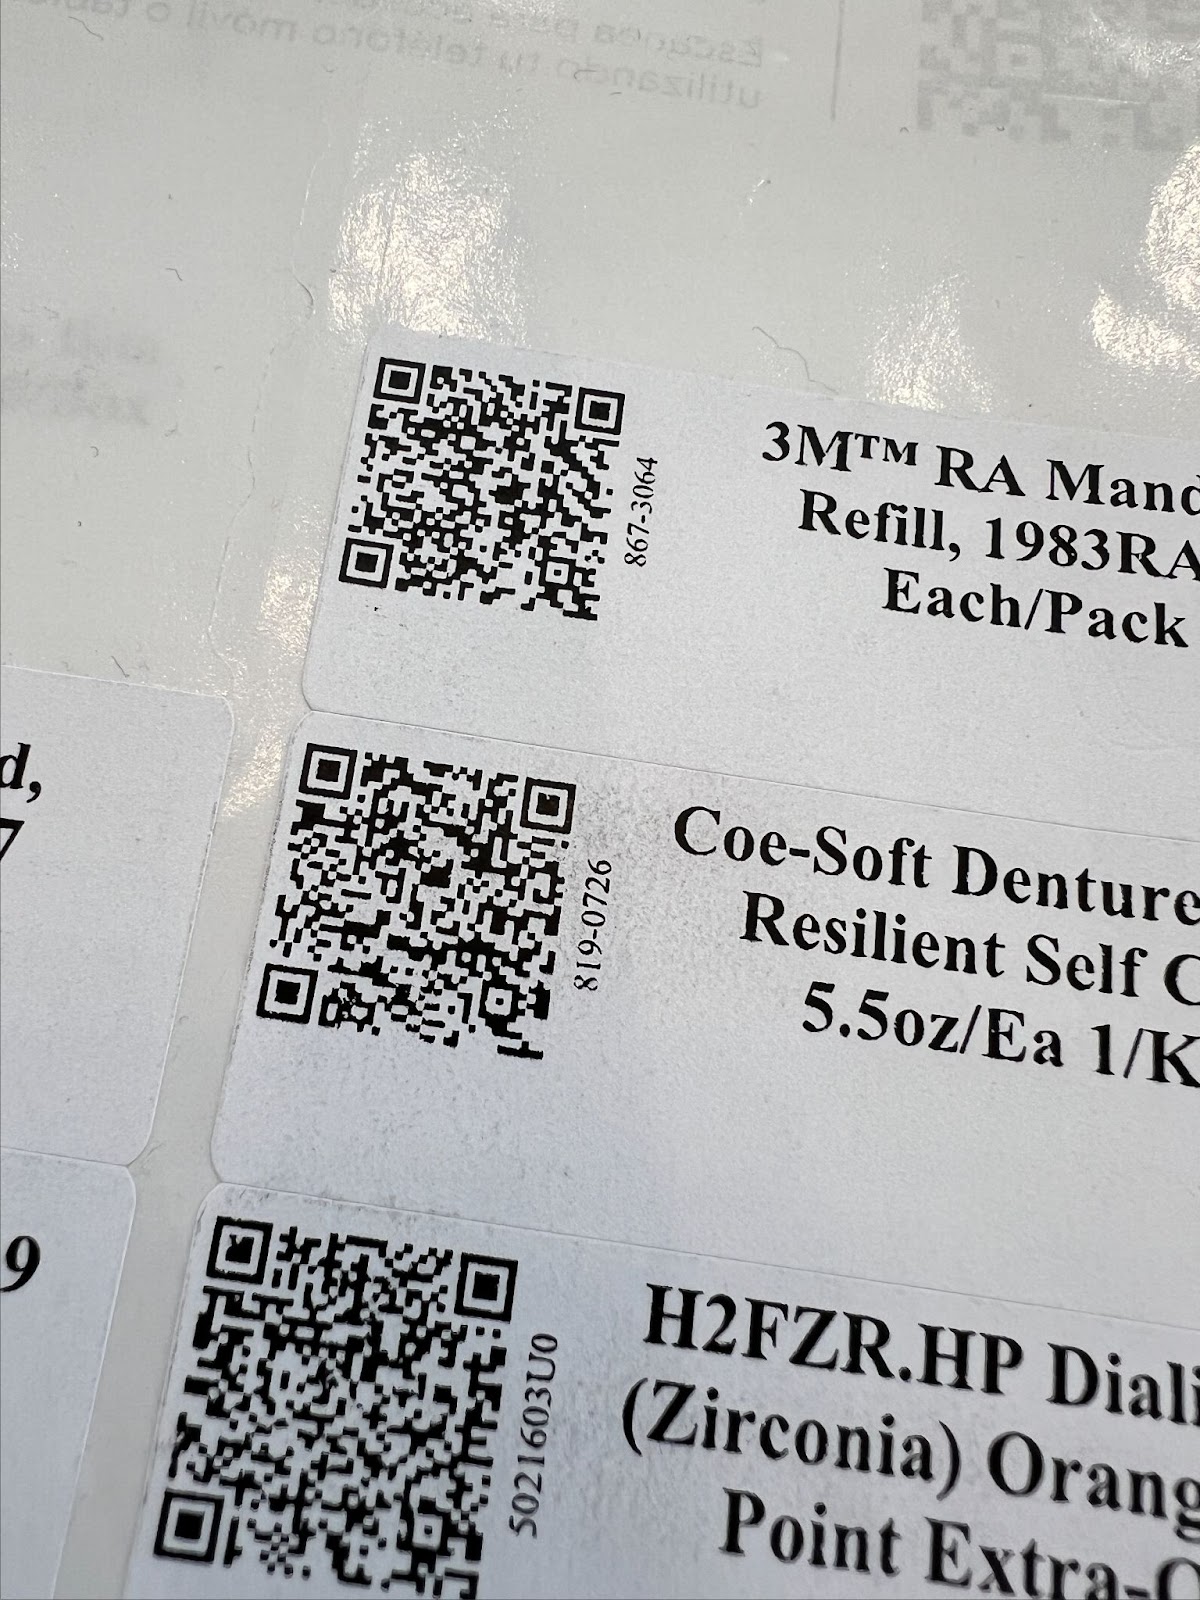 Escanea para
utilizando tu teléfono móvil o
3M™ RA Mand
Refill, 1983RA
Each/Pack
867-3064
d,
7
Coe-Soft Denture
Resilient Self C
5.5oz/Ea 1/K
819-0726
9
H2FZR.HP Diali
(Zirconia) Orang
Point Extra-C
5021603U0